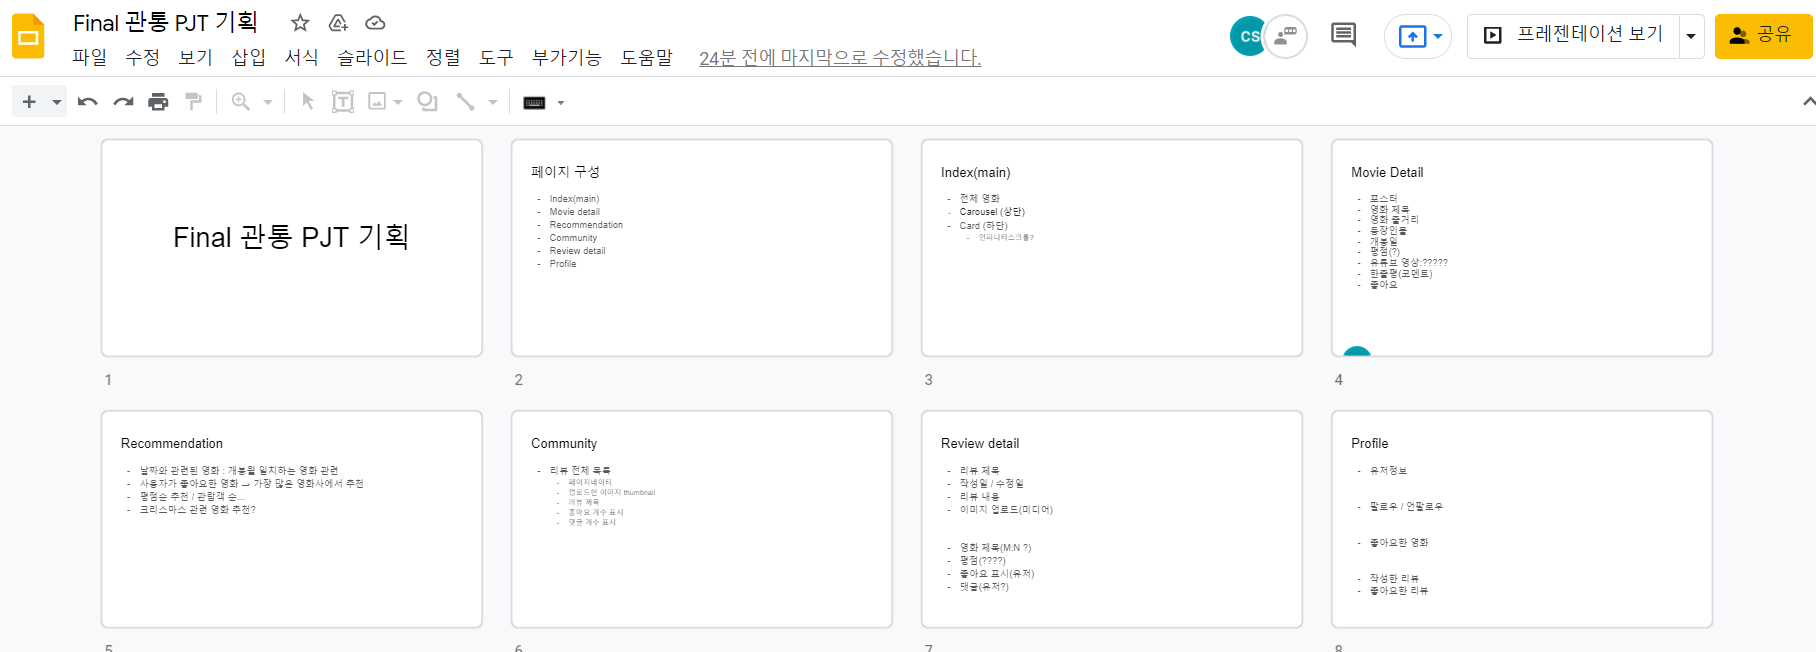 Final 관통 PJT 기획
파일 수정 보기 삽입 서식 슬라이드 정렬 도구 부가기능 도움말 24분 전에 마지막으로 수정했습니다.
CS
프레젠테이션 보기
공유
Final 관통 PJT 기획
1
페이지 구성
- Index(main)
- Movie detail
- Recommendation
- Community
- Review detail
- Profile
2
Index(main)
- 전체 영화
- Carousel (상단)
- Card (하단)
- 인피니티스크롤?
3
Movie Detail
- 포스터
- 영화 제목
- 영화 줄거리
- 등장인물
- 개봉일
- 평점(?)
- 유튜브 영상:?????
- 한줄평(코멘트)
- 좋아요
4
Recommendation
- 날짜와 관련된 영화 : 개봉월 일치하는 영화 관련
- 사용자가 좋아요한 영화 → 가장 많은 영화사에서 추천
- 평점순 추천 / 관람객 순...
- 크리스마스 관련 영화 추천?
5
Community
- 리뷰 전체 목록
- 페이지네이터
- 업로드한 이미지 thumbnail
- 리뷰 제목
- 좋아요 개수 표시
- 댓글 개수 표시
6
Review detail
- 리뷰 제목
- 작성일 / 수정일
- 리뷰 내용
- 이미지 업로드(미디어)
- 영화 제목(M:N ?)
- 평점(????)
- 좋아요 표시(유저)
- 댓글(유저?)
7
Profile
- 유저정보
- 팔로우 / 언팔로우
- 좋아요한 영화
- 작성한 리뷰
- 좋아요한 리뷰
8